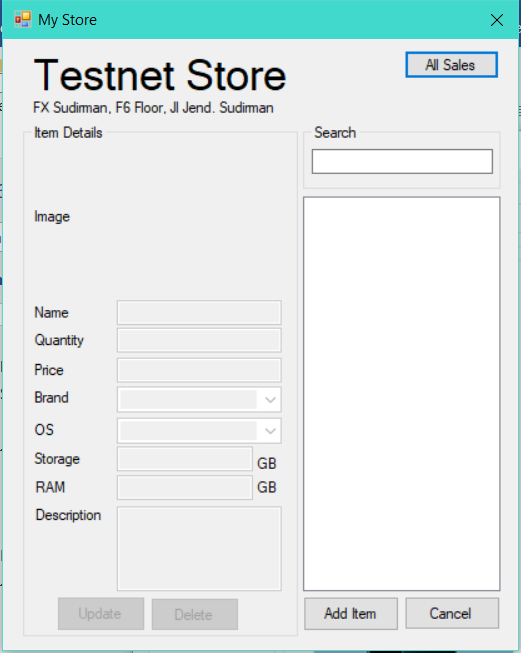 My Store
Testnet Store
All Sales
FX Sudirman, F6 Floor, Jl Jend. Sudirman
Item Details
Search
Image
Name
Quantity
Price
Brand
OS
Storage
GB
RAM
GB
Description
Update
Delete
Add Item
Cancel